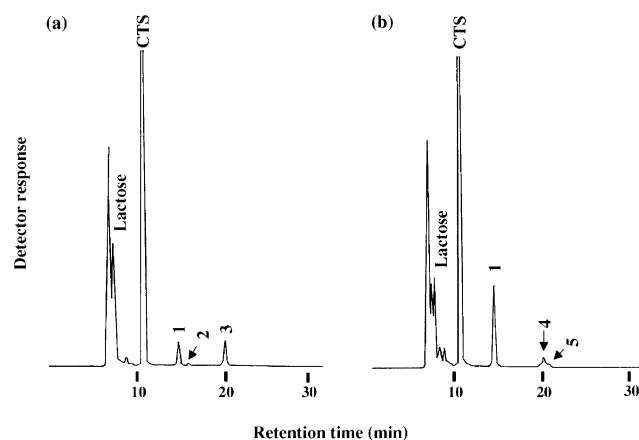 (a)
(b)
CTS
CTS
Detector response
Lactose
Lactose
1
2
3
1
4
5
10
20
30
10
20
30
Retention time (min)